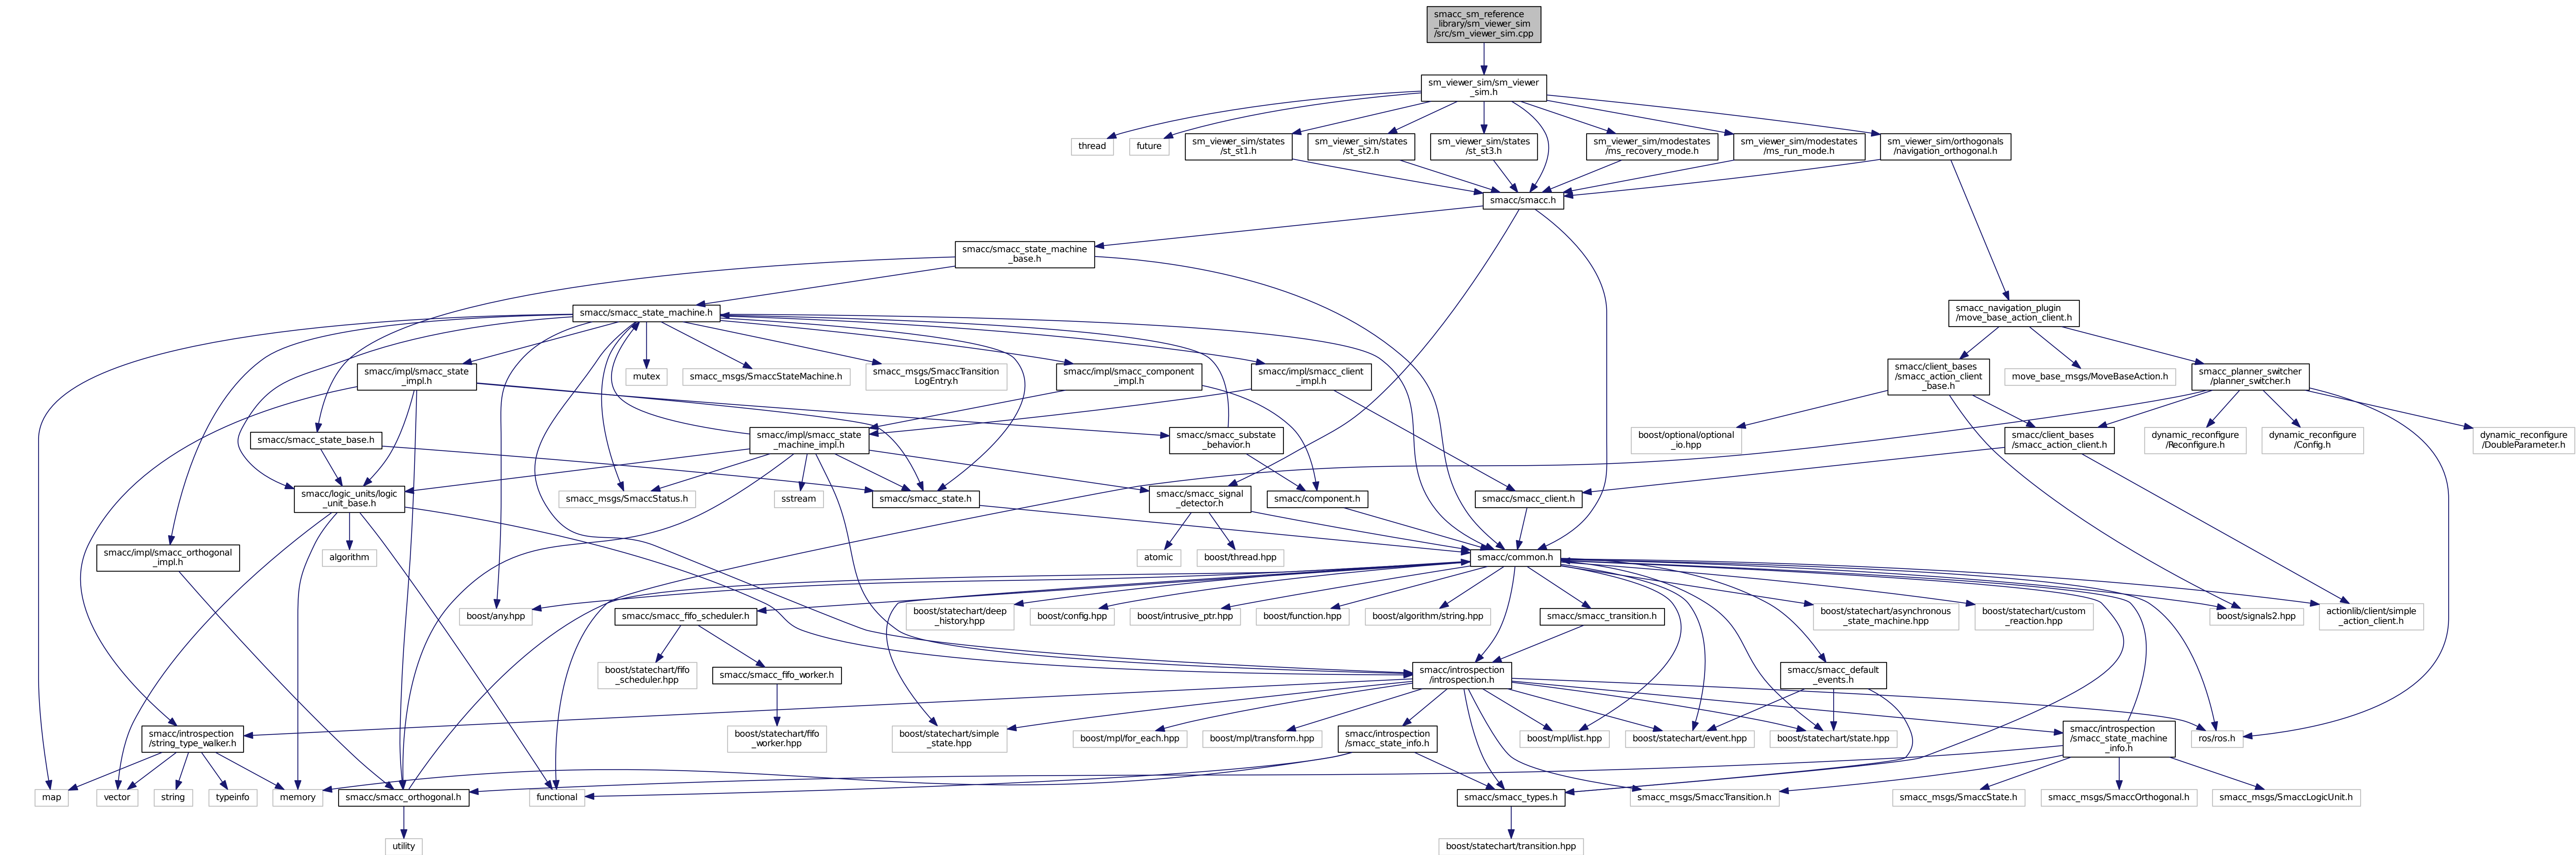 smacc_sm_reference
_library/sm_viewer_sim
/src/sm_viewer_sim.cpp
sm_viewer_sim/sm_viewer
_sim.h
thread
future
sm_viewer_sim/states
/st_st1.h
sm_viewer_sim/states
/st_st2.h
sm_viewer_sim/states
/st_st3.h
sm_viewer_sim/modestates
/ms_recovery_mode.h
sm_viewer_sim/modestates
/ms_run_mode.h
sm_viewer_sim/orthogonals
/navigation_orthogonal.h
smacc/smacc.h
smacc/smacc_state_machine
_base.h
smacc/smacc_state_machine.h
smacc_navigation_plugin
/move_base_action_client.h
smacc/impl/smacc_state
_impl.h
mutex
smacc_msgs/SmaccStateMachine.h
smacc_msgs/SmaccTransition
LogEntry.h
smacc/impl/smacc_component
_impl.h
smacc/impl/smacc_client
_impl.h
smacc/client_bases
/smacc_action_client
_base.h
move_base_msgs/MoveBaseAction.h
smacc_planner_switcher
/planner_switcher.h
smacc/smacc_state_base.h
smacc/impl/smacc_state
_machine_impl.h
smacc/smacc_substate
_behavior.h
boost/optional/optional
_io.hpp
smacc/client_bases
/smacc_action_client.h
dynamic_reconfigure
/Reconfigure.h
dynamic_reconfigure
/Config.h
dynamic_reconfigure
/DoubleParameter.h
smacc/logic_units/logic
_unit_base.h
smacc_msgs/SmaccStatus.h
sstream
smacc/smacc_state.h
smacc/smacc_signal
_detector.h
smacc/component.h
smacc/smacc_client.h
smacc/impl/smacc_orthogonal
_impl.h
algorithm
atomic
boost/thread.hpp
smacc/common.h
boost/any.hpp
smacc/smacc_fifo_scheduler.h
boost/statechart/deep
_history.hpp
boost/config.hpp
boost/intrusive_ptr.hpp
boost/function.hpp
boost/algorithm/string.hpp
smacc/smacc_transition.h
boost/statechart/asynchronous
_state_machine.hpp
boost/statechart/custom
_reaction.hpp
boost/signals2.hpp
actionlib/client/simple
_action_client.h
boost/statechart/fifo
_scheduler.hpp
smacc/smacc_fifo_worker.h
smacc/introspection
/introspection.h
smacc/smacc_default
_events.h
smacc/introspection
/string_type_walker.h
boost/statechart/fifo
_worker.hpp
boost/statechart/simple
_state.hpp
boost/mpl/for_each.hpp
boost/mpl/transform.hpp
smacc/introspection
/smacc_state_info.h
boost/mpl/list.hpp
boost/statechart/event.hpp
boost/statechart/state.hpp
smacc/introspection
/smacc_state_machine
_info.h
ros/ros.h
map
vector
string
typeinfo
memory
smacc/smacc_orthogonal.h
functional
smacc/smacc_types.h
smacc_msgs/SmaccTransition.h
smacc_msgs/SmaccState.h
smacc_msgs/SmaccOrthogonal.h
smacc_msgs/SmaccLogicUnit.h
utility
boost/statechart/transition.hpp